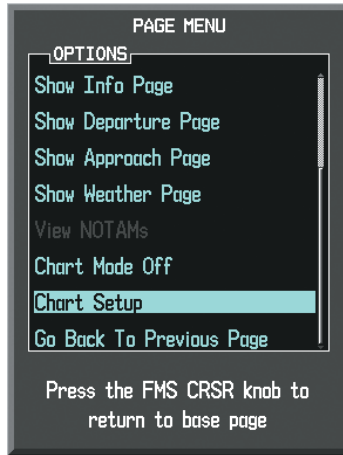 PAGE MENU
OPTIONS
Show Info Page
Show Departure Page
Show Approach Page
Show Weather Page
View NOTAMs
Chart Mode Off
Chart Setup
Go Back To Previous Page
Press the FMS CRSR knob to
return to base page